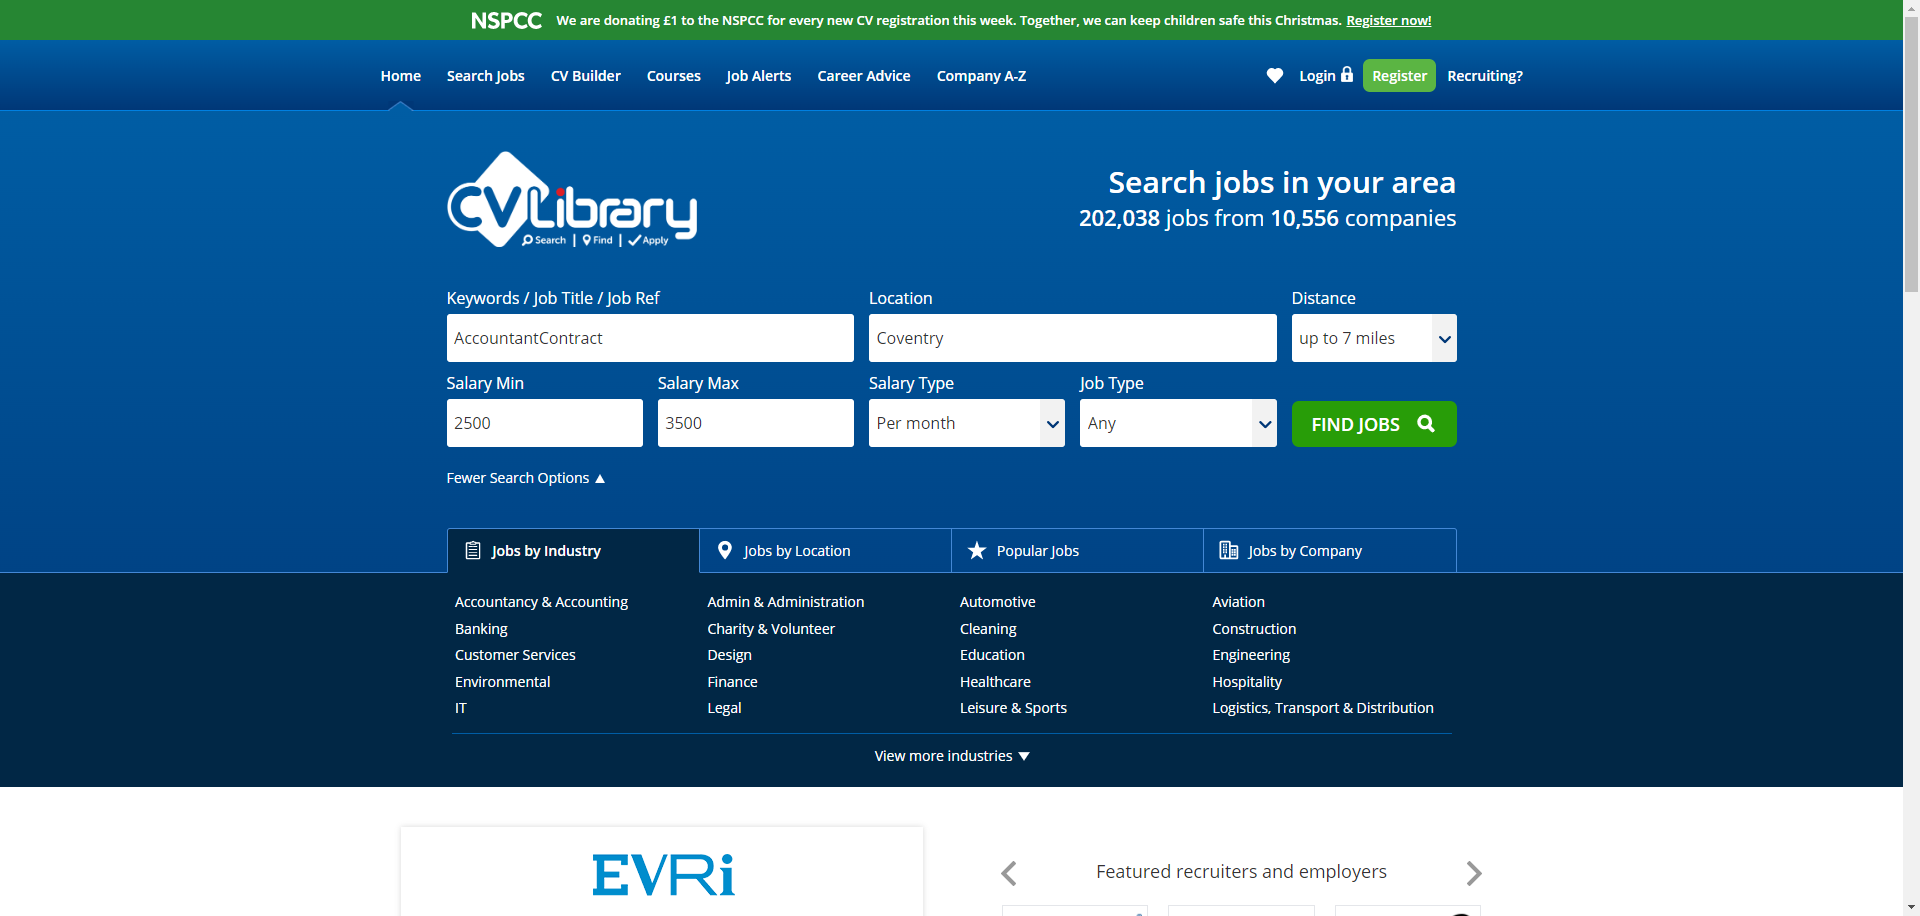 NSPCC We are donating £1 to the NSPCC for every new CV registration this week. Together, we can keep children safe this Christmas. Register now!
Home Search Jobs CV Builder Courses Job Alerts Career Advice Company A-Z Login Register Recruiting?
CVLibrary
Search | Find | Apply
Search jobs in your area
202,038 jobs from 10,556 companies
Keywords / Job Title / Job Ref Location Distance
AccountantContract Coventry up to 7 miles
Salary Min Salary Max Salary Type Job Type
2500 3500 Per month Any FIND JOBS
Fewer Search Options
Jobs by Industry Jobs by Location Popular Jobs Jobs by Company
Accountancy & Accounting Admin & Administration Automotive Aviation
Banking Charity & Volunteer Cleaning Construction
Customer Services Design Education Engineering
Environmental Finance Healthcare Hospitality
IT Legal Leisure & Sports Logistics, Transport & Distribution
View more industries
EVRi
Featured recruiters and employers